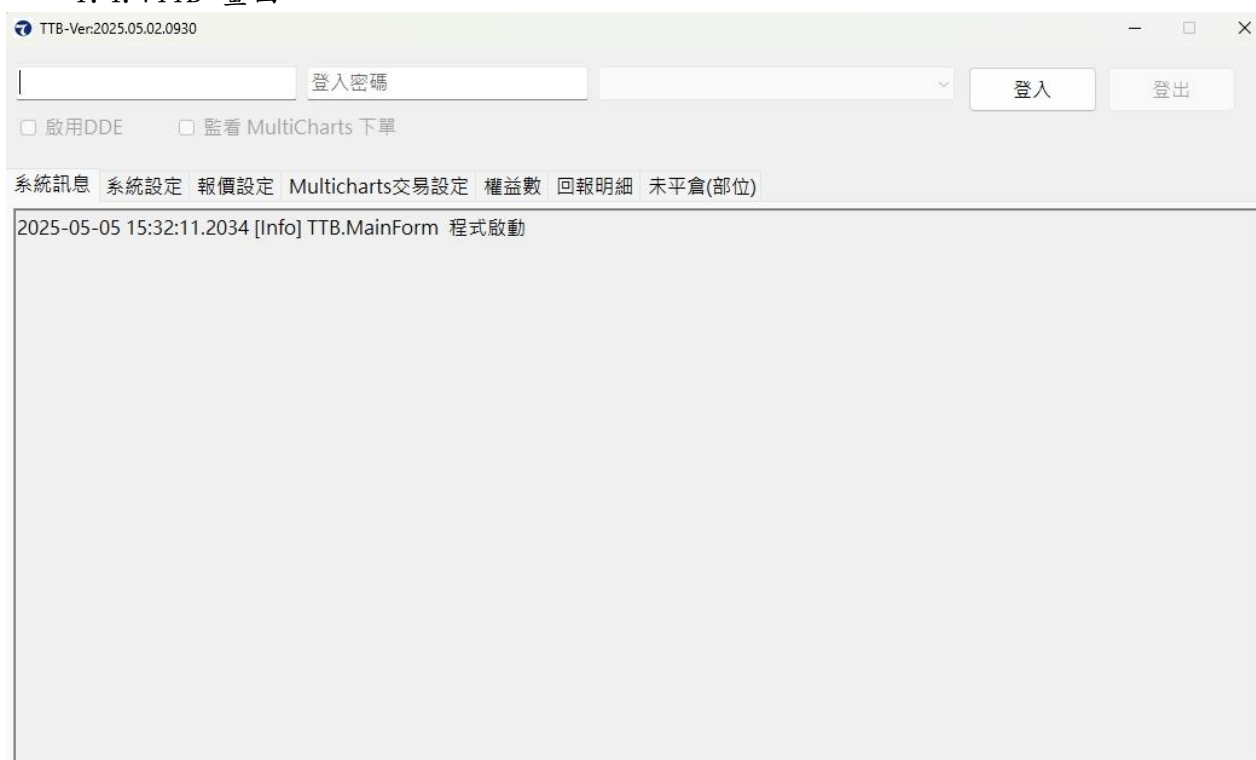 TTB-Ver:2025.05.02.0930
登入密碼
登入
登出
啟用DDE
監看 MultiCharts 下單
系統訊息 系統設定 報價設定 Multicharts交易設定 權益數 回報明細 未平倉(部位)
2025-05-05 15:32:11.2034 [Info] TTB.MainForm 程式啟動